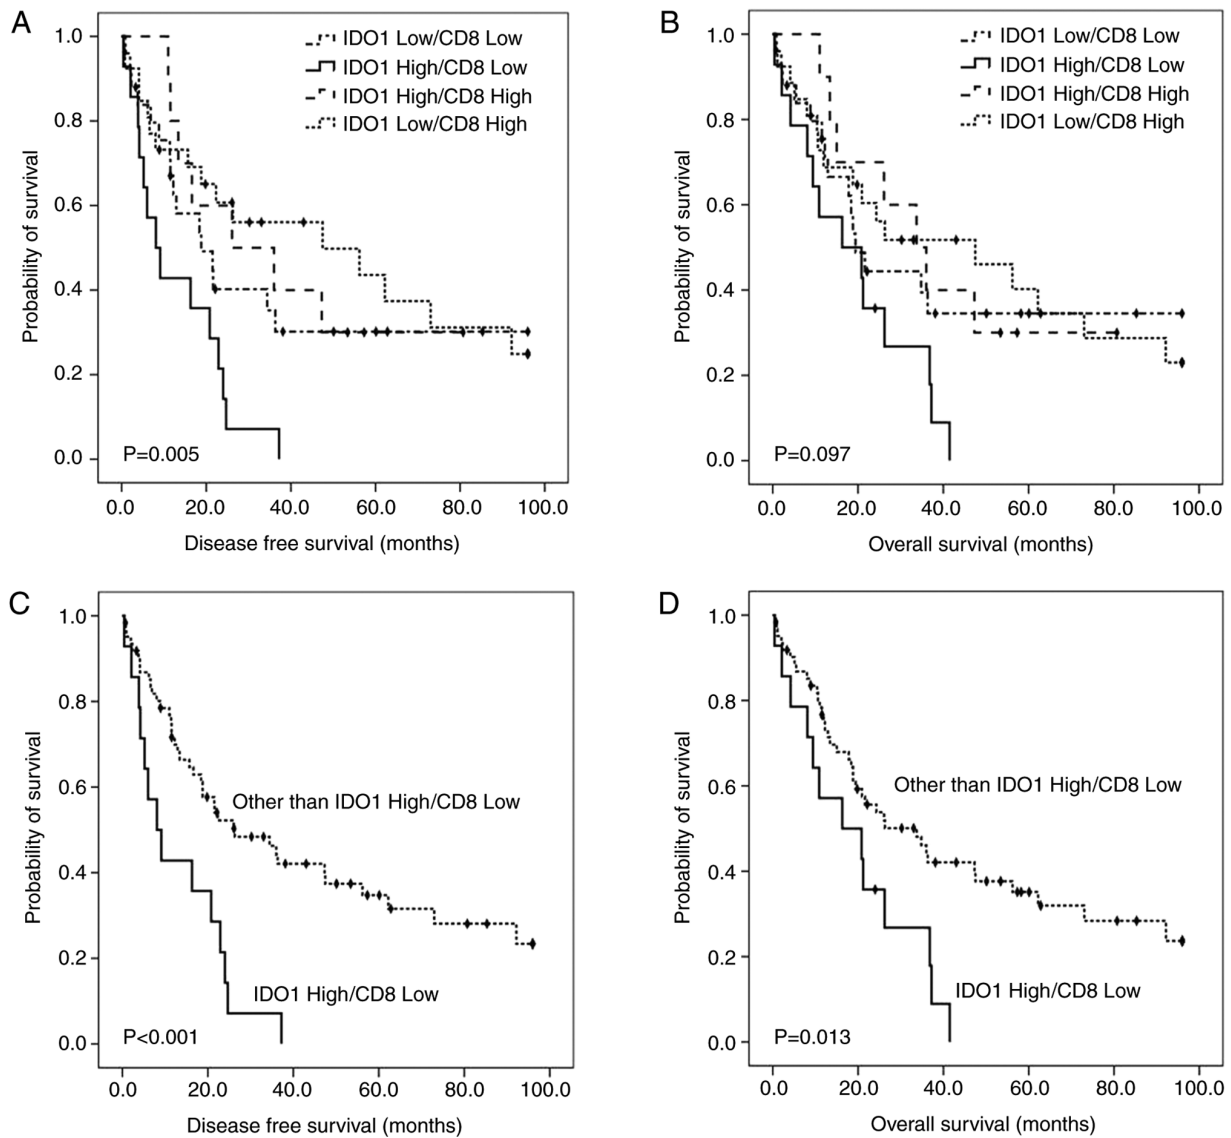 A
IDO1 Low/CD8 Low
IDO1 High/CD8 Low
IDO1 High/CD8 High
IDO1 Low/CD8 High
1.0
0.8
0.6
0.4
0.2
0.0
Probability of survival
P=0.005
0.0 20.0 40.0 60.0 80.0 100.0
Disease free survival (months)
B
IDO1 Low/CD8 Low
IDO1 High/CD8 Low
IDO1 High/CD8 High
IDO1 Low/CD8 High
1.0
0.8
0.6
0.4
0.2
0.0
Probability of survival
P=0.097
0.0 20.0 40.0 60.0 80.0 100.0
Overall survival (months)
C
1.0
0.8
0.6
0.4
0.2
0.0
Probability of survival
Other than IDO1 High/CD8 Low
IDO1 High/CD8 Low
P<0.001
0.0 20.0 40.0 60.0 80.0 100.0
Disease free survival (months)
D
1.0
0.8
0.6
0.4
0.2
0.0
Probability of survival
Other than IDO1 High/CD8 Low
IDO1 High/CD8 Low
P=0.013
0.0 20.0 40.0 60.0 80.0 100.0
Overall survival (months)